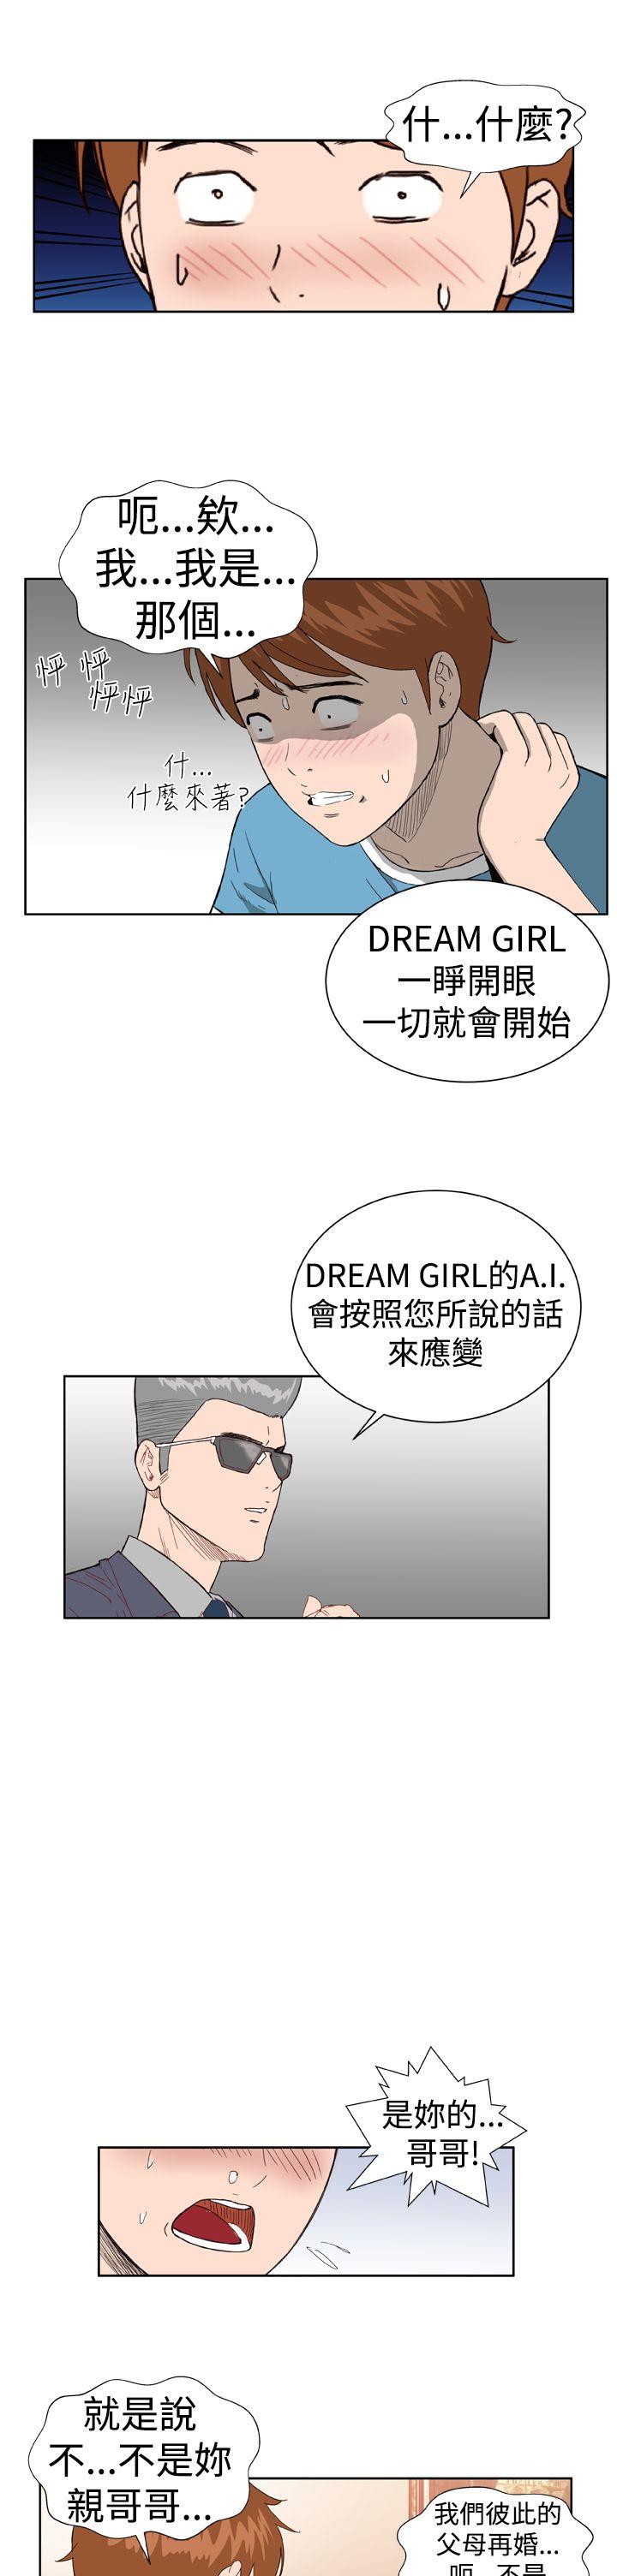 什...什麼?
呃...欸...
我...我是...
那個...
怦 怦
怦怦
什...
什麼來著?
DREAM GIRL
一睜開眼
一切就會開始
DREAM GIRL的A.I.
會按照您所說的話
來應變
是妳的...
哥哥!
就是說
不...不是妳
親哥哥...
我們彼此的
父母再婚...
呃...不是